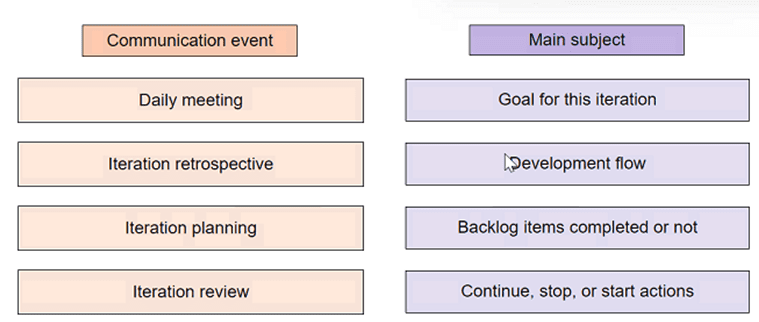 Communication event
Main subject
Daily meeting
Goal for this iteration
Iteration retrospective
Development flow
Iteration planning
Backlog items completed or not
Iteration review
Continue, stop, or start actions